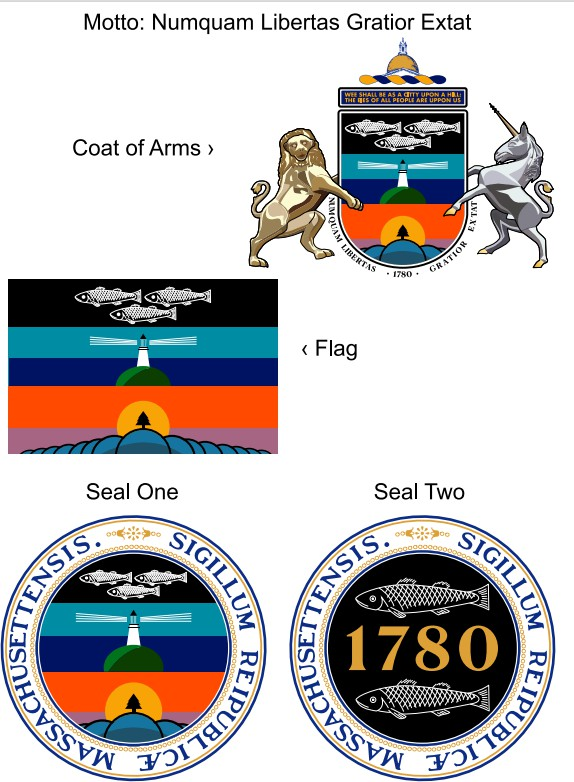 Motto: Numquam Libertas Gratior Extat
WEE SHALL BE AS A CITTY UPON A HILL:
THE EIES OF ALL PEOPLE ARE UPPON US
Coat of Arms ›
NUMQUAM LIBERTAS · 1780 · GRATIOR EXTAT
‹ Flag
Seal One
Seal Two
SIGILLUM REIPUBLICÆ MASSACHUSETTENSIS.
SIGILLUM REIPUBLICÆ MASSACHUSETTENSIS.
1780